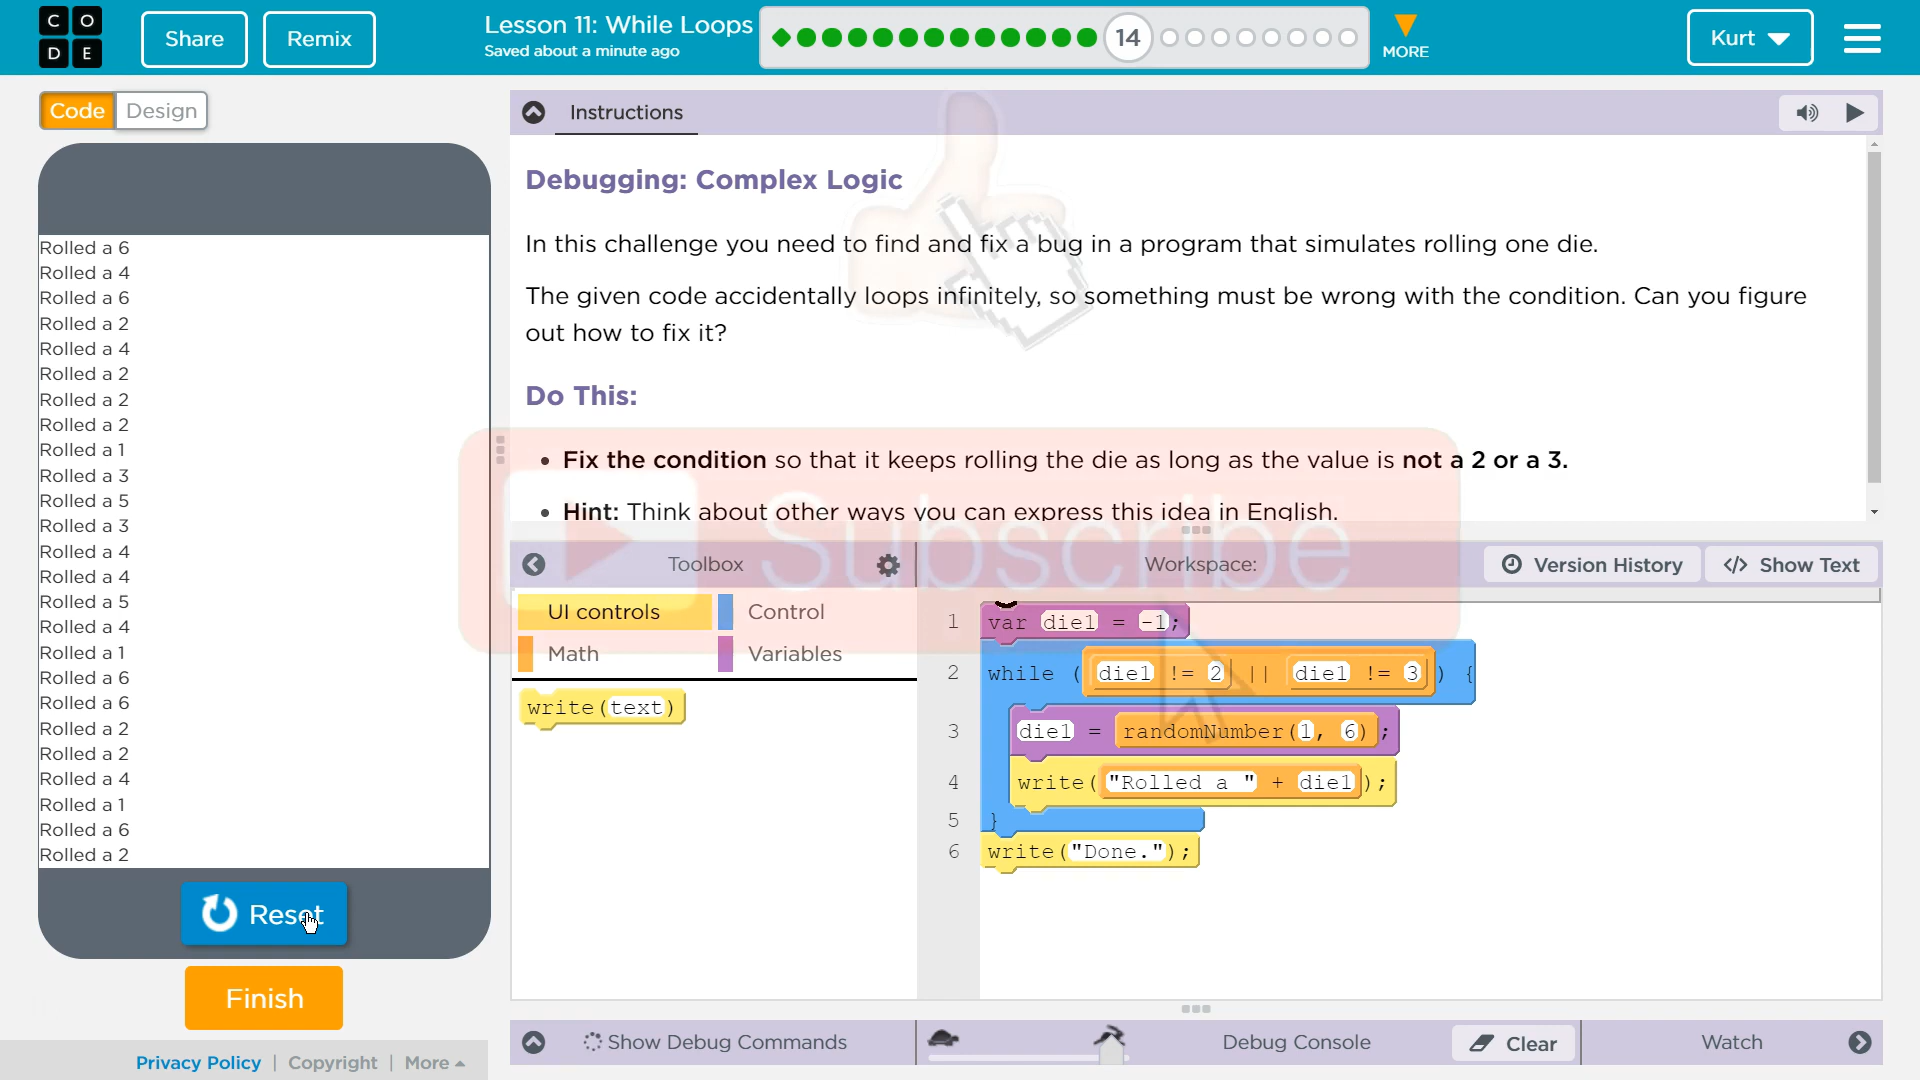 C O
D E
Share
Remix
Lesson 11: While Loops
Saved about a minute ago
14
MORE
Kurt
Code
Design
Instructions
Debugging: Complex Logic
In this challenge you need to find and fix a bug in a program that simulates rolling one die.
The given code accidentally loops infinitely, so something must be wrong with the condition. Can you figure
out how to fix it?
Do This:
Fix the condition so that it keeps rolling the die as long as the value is not a 2 or a 3.
Hint: Think about other ways you can express this idea in English.
Subscribe
Rolled a 6
Rolled a 4
Rolled a 6
Rolled a 2
Rolled a 4
Rolled a 2
Rolled a 2
Rolled a 2
Rolled a 1
Rolled a 3
Rolled a 5
Rolled a 3
Rolled a 4
Rolled a 4
Rolled a 5
Rolled a 4
Rolled a 1
Rolled a 6
Rolled a 6
Rolled a 2
Rolled a 2
Rolled a 4
Rolled a 1
Rolled a 6
Rolled a 2
Reset
Finish
Toolbox
Workspace:
Version History
</> Show Text
UI controls
Control
Math
Variables
write(text)
1 var die1 = -1;
2 while (die1 != 2 || die1 != 3) {
3 die1 = randomNumber(1, 6);
4 write("Rolled a " + die1);
5 }
6 write("Done.");
Show Debug Commands
Debug Console
Clear
Watch
Privacy Policy | Copyright | More